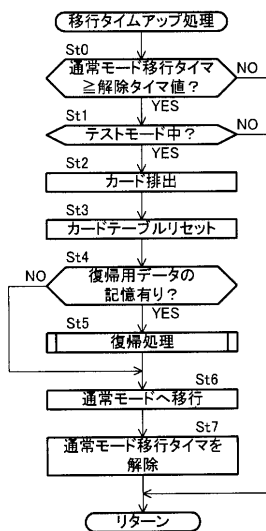 移行タイムアップ処理
St0
通常モード移行タイマ
≧解除タイマ値?
NO
YES
St1
テストモード中?
NO
YES
St2
カード排出
St3
カードテーブルリセット
St4
復帰用データの
記憶有り?
NO
YES
St5
復帰処理
St6
通常モードへ移行
St7
通常モード移行タイマを
解除
リターン